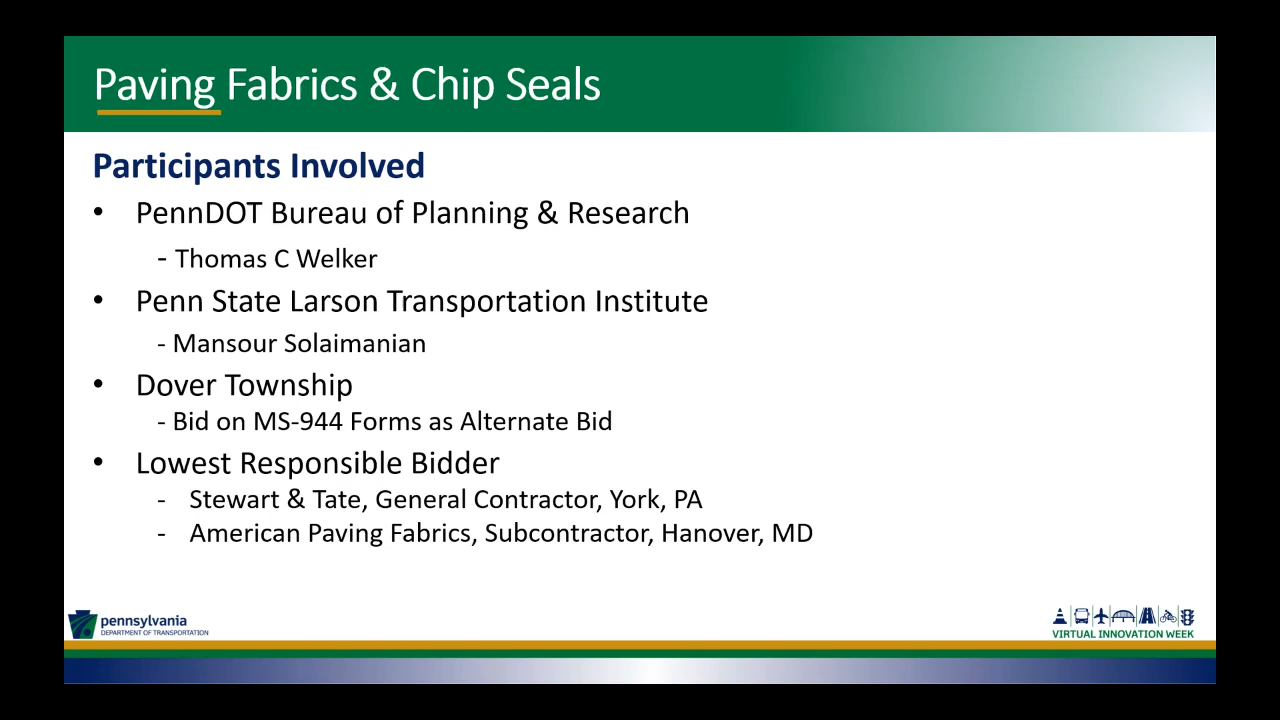 Paving Fabrics & Chip Seals
Participants Involved
• PennDOT Bureau of Planning & Research
- Thomas C Welker
• Penn State Larson Transportation Institute
- Mansour Solaimanian
• Dover Township
- Bid on MS-944 Forms as Alternate Bid
• Lowest Responsible Bidder
- Stewart & Tate, General Contractor, York, PA
- American Paving Fabrics, Subcontractor, Hanover, MD
pennsylvania
DEPARTMENT OF TRANSPORTATION
VIRTUAL INNOVATION WEEK